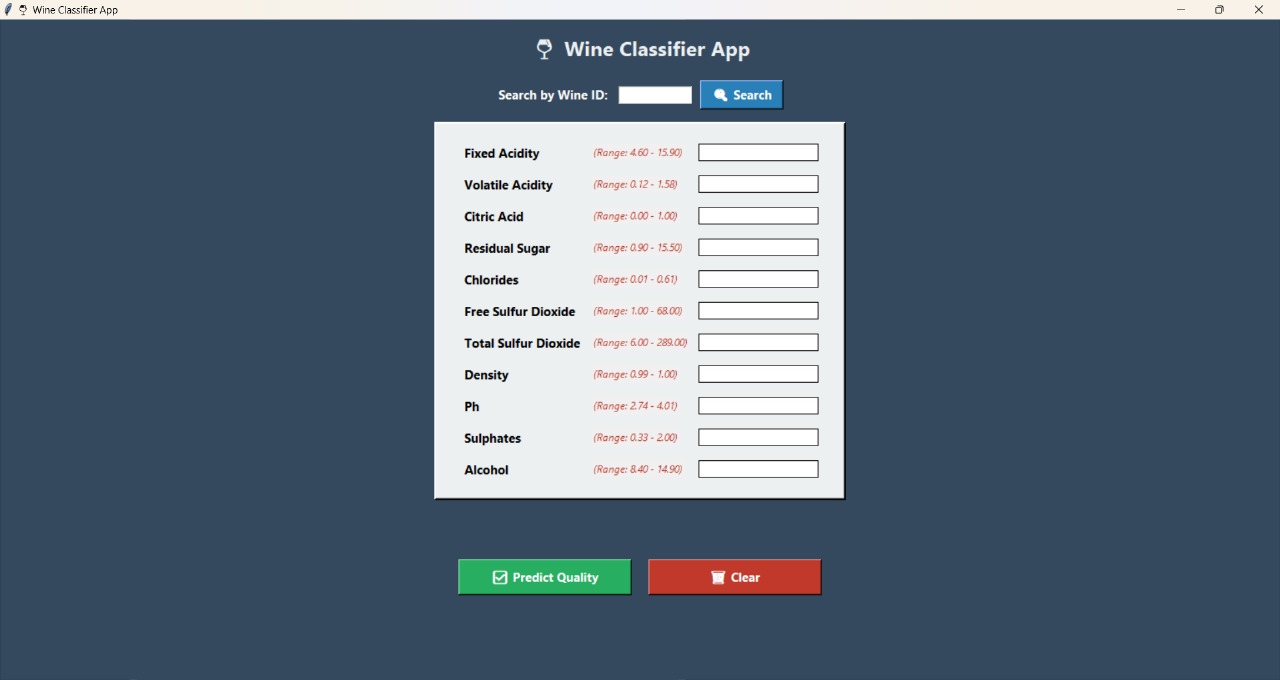 Wine Classifier App
Wine Classifier App
Search by Wine ID: Search
Fixed Acidity (Range: 4.60 - 15.90)
Volatile Acidity (Range: 0.12 - 1.58)
Citric Acid (Range: 0.00 - 1.00)
Residual Sugar (Range: 0.90 - 15.50)
Chlorides (Range: 0.01 - 0.61)
Free Sulfur Dioxide (Range: 1.00 - 68.00)
Total Sulfur Dioxide (Range: 6.00 - 289.00)
Density (Range: 0.99 - 1.00)
Ph (Range: 2.74 - 4.01)
Sulphates (Range: 0.33 - 2.00)
Alcohol (Range: 8.40 - 14.90)
Predict Quality Clear